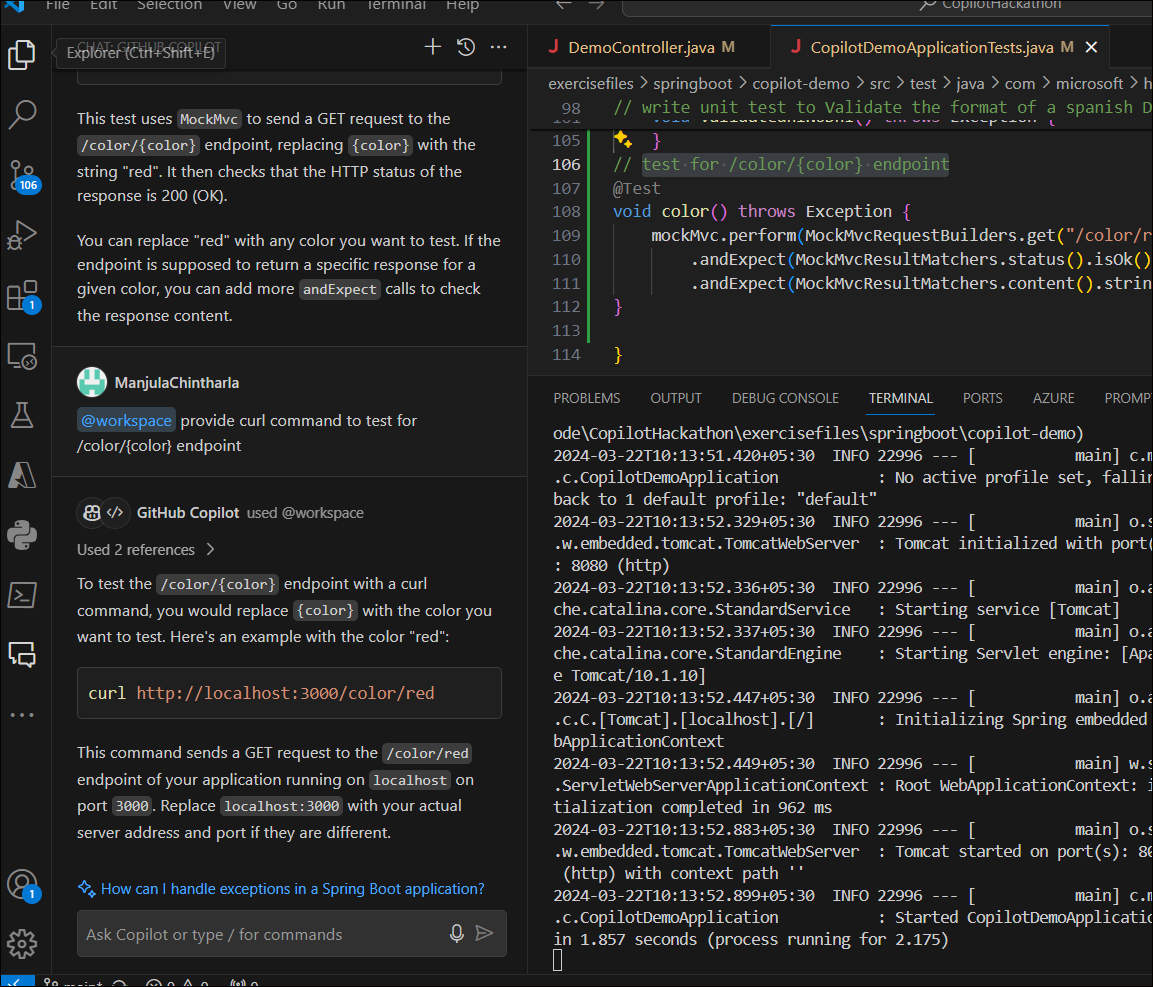 File Edit Selection View Go Run Terminal Help
CopilotHackathon
CHAT: GITHUB COPILOT
Explorer (Ctrl+Shift+E)
This test uses MockMvc to send a GET request to the
/color/{color} endpoint, replacing {color} with the
string "red". It then checks that the HTTP status of the
response is 200 (OK).
You can replace "red" with any color you want to test. If the
endpoint is supposed to return a specific response for a
given color, you can add more andExpect calls to check
the response content.
ManjulaChintharla
@workspace provide curl command to test for
/color/{color} endpoint
GitHub Copilot used @workspace
Used 2 references
To test the /color/{color} endpoint with a curl
command, you would replace {color} with the color you
want to test. Here's an example with the color "red":
curl http://localhost:3000/color/red
This command sends a GET request to the /color/red
endpoint of your application running on localhost on
port 3000. Replace localhost:3000 with your actual
server address and port if they are different.
How can I handle exceptions in a Spring Boot application?
Ask Copilot or type / for commands
106
1
1
DemoController.java M
CopilotDemoApplicationTests.java M
exercisefiles > springboot > copilot-demo > src > test > java > com > microsoft > h
98 // write unit test to Validate the format of a spanish D
105 }
106 // test for /color/{color} endpoint
107 @Test
108 void color() throws Exception {
109 mockMvc.perform(MockMvcRequestBuilders.get("/color/r
110 .andExpect(MockMvcResultMatchers.status().isOk()
111 .andExpect(MockMvcResultMatchers.content().strin
112 }
113
114 }
PROBLEMS OUTPUT DEBUG CONSOLE TERMINAL PORTS AZURE PROMP
ode\CopilotHackathon\exercisefiles\springboot\copilot-demo)
2024-03-22T10:13:51.420+05:30 INFO 22996 --- [ main] c.m
.c.CopilotDemoApplication : No active profile set, fallin
back to 1 default profile: "default"
2024-03-22T10:13:52.329+05:30 INFO 22996 --- [ main] o.s
.w.embedded.tomcat.TomcatWebServer : Tomcat initialized with port(
: 8080 (http)
2024-03-22T10:13:52.336+05:30 INFO 22996 --- [ main] o.a
che.catalina.core.StandardService : Starting service [Tomcat]
2024-03-22T10:13:52.337+05:30 INFO 22996 --- [ main] o.a
che.catalina.core.StandardEngine : Starting Servlet engine: [Apa
e Tomcat/10.1.10]
2024-03-22T10:13:52.447+05:30 INFO 22996 --- [ main] o.a
.c.C.[Tomcat].[localhost].[/] : Initializing Spring embedded
bApplicationContext
2024-03-22T10:13:52.449+05:30 INFO 22996 --- [ main] w.s
.ServletWebServerApplicationContext : Root WebApplicationContext: i
tialization completed in 962 ms
2024-03-22T10:13:52.883+05:30 INFO 22996 --- [ main] o.s
.w.embedded.tomcat.TomcatWebServer : Tomcat started on port(s): 80
(http) with context path ''
2024-03-22T10:13:52.899+05:30 INFO 22996 --- [ main] c.m
.c.CopilotDemoApplication : Started CopilotDemoApplicatio
in 1.857 seconds (process running for 2.175)